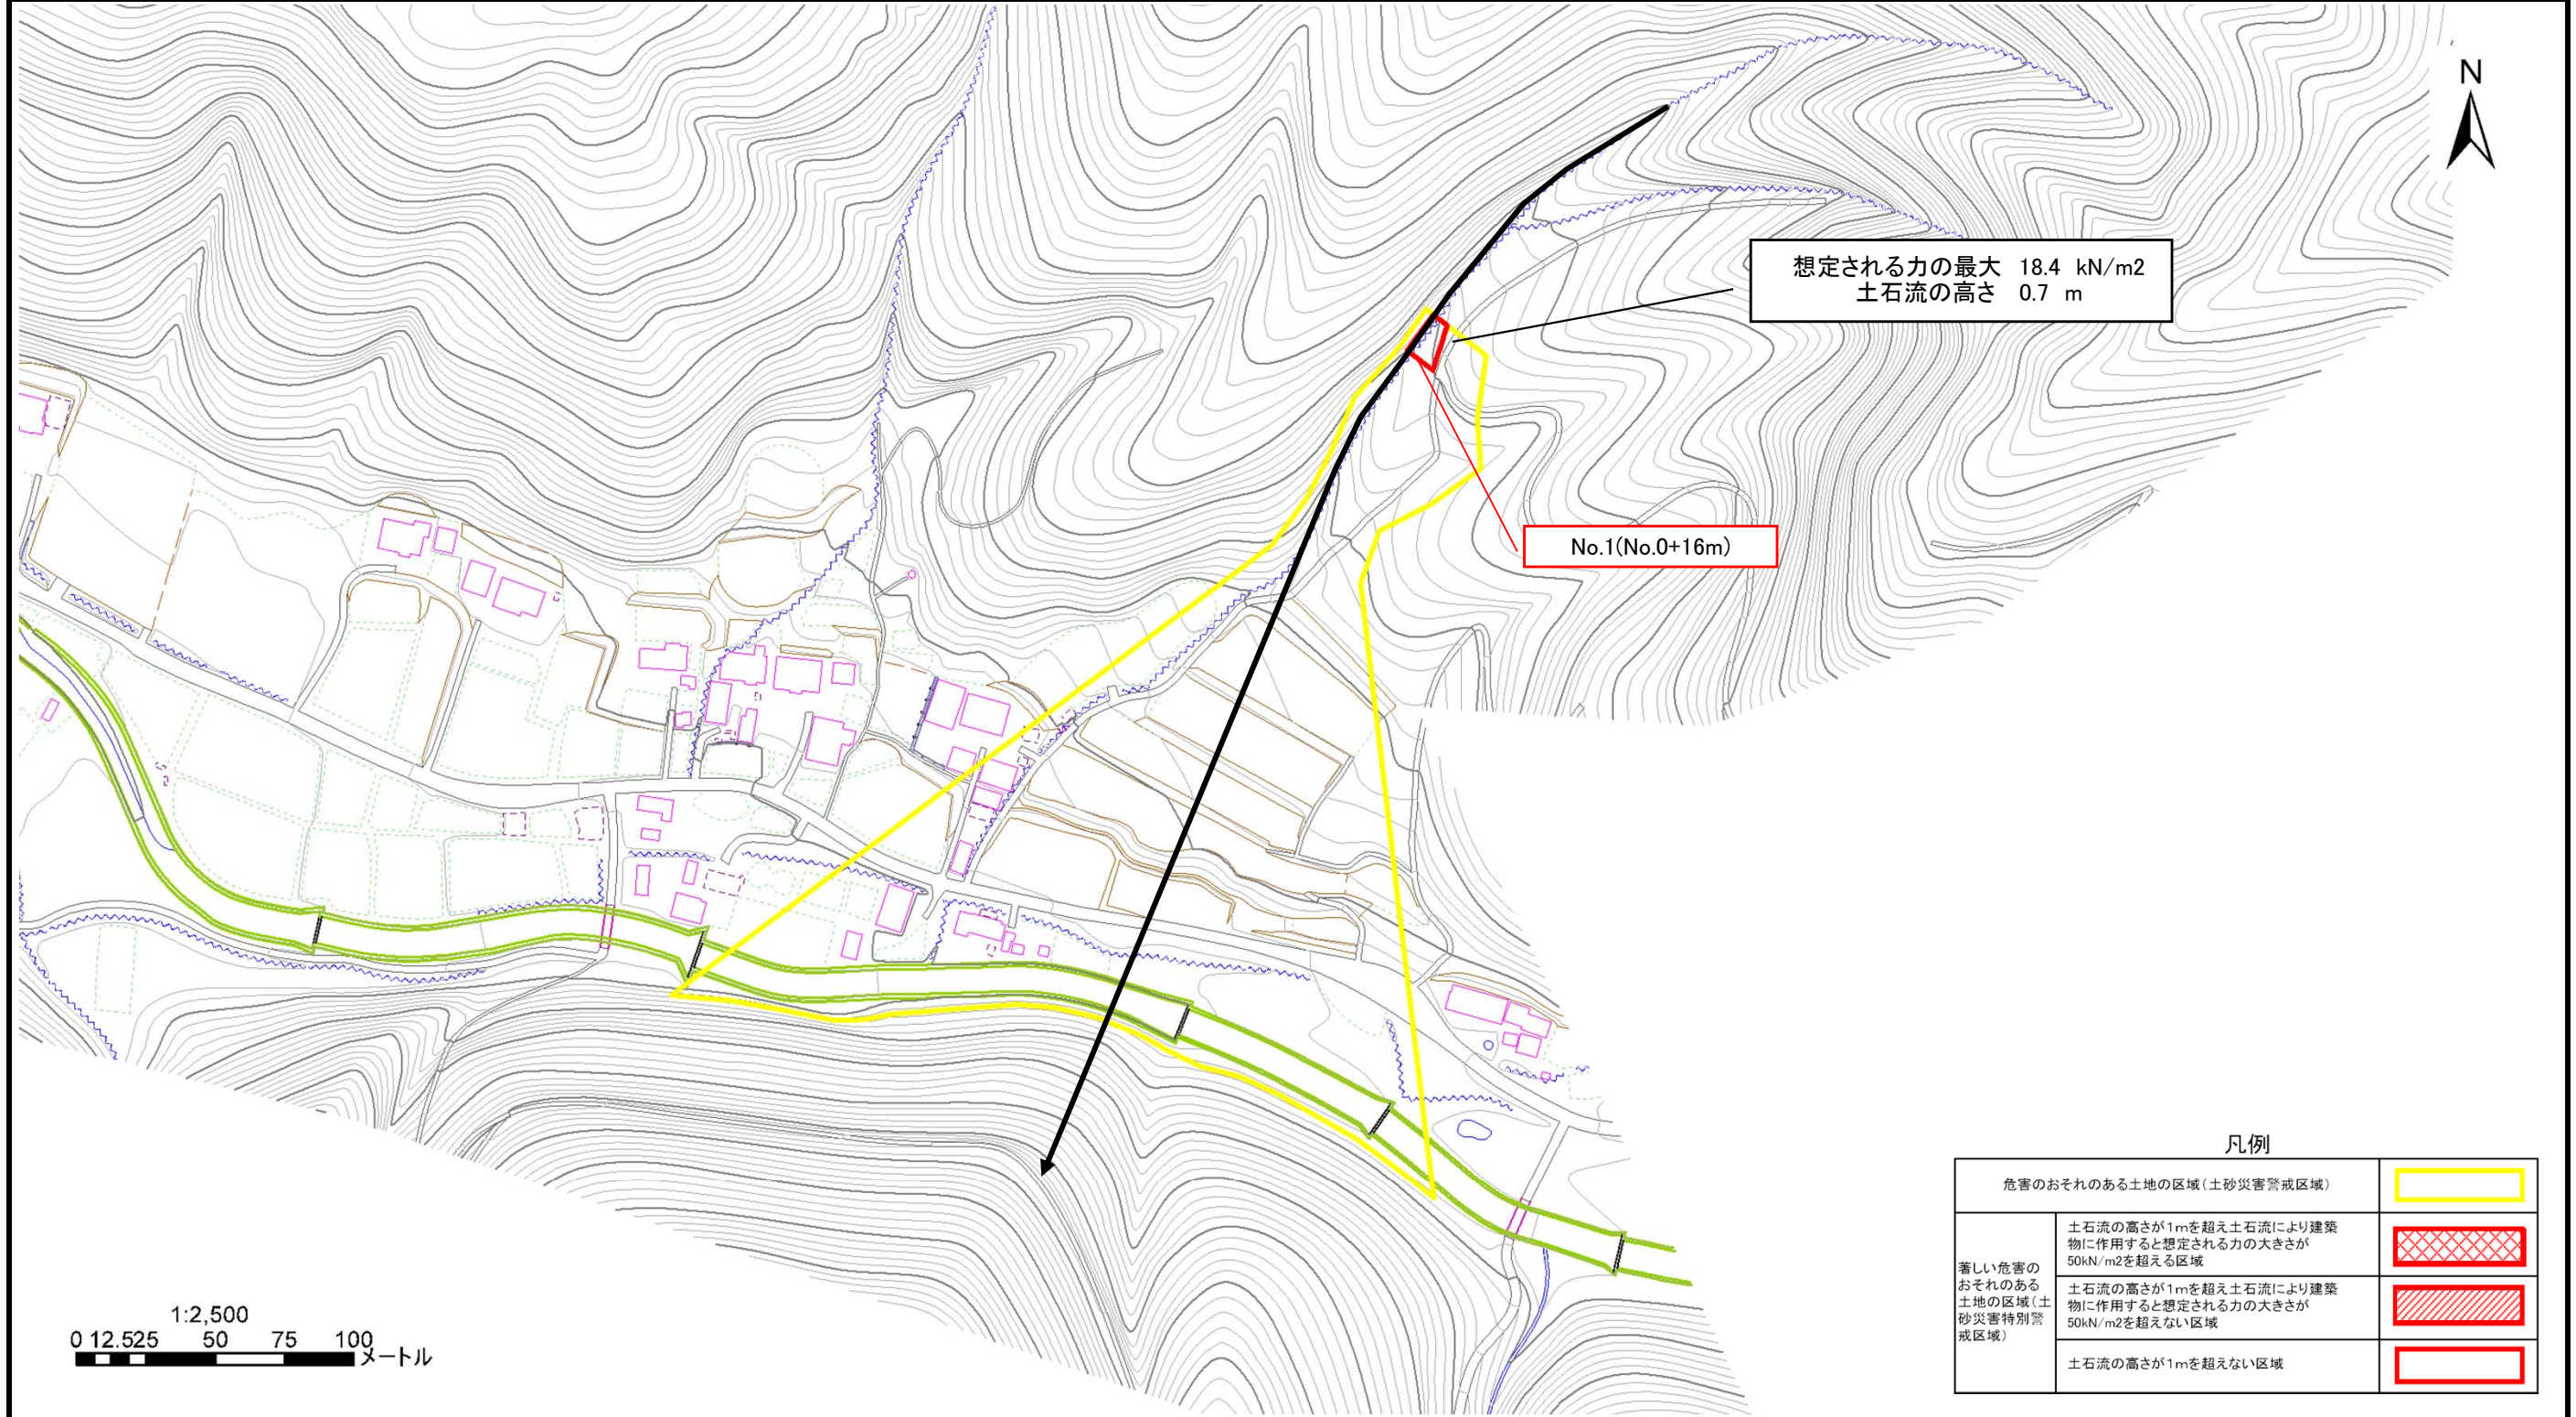 N
想定される力の最大 18.4 kN/m2
土石流の高さ 0.7 m
No.1(No.0+16m)
凡例
危害のおそれのある土地の区域(土砂災害警戒区域)
著しい危害の
おそれのある
土地の区域(土
砂災害特別警
戒区域)
土石流の高さが1mを超え土石流により建築
物に作用すると想定される力の大きさが
50kN/m2を超える区域
土石流の高さが1mを超え土石流により建築
物に作用すると想定される力の大きさが
50kN/m2を超えない区域
土石流の高さが1mを超えない区域
1:2,500
0 12.525 50 75 100
メートル